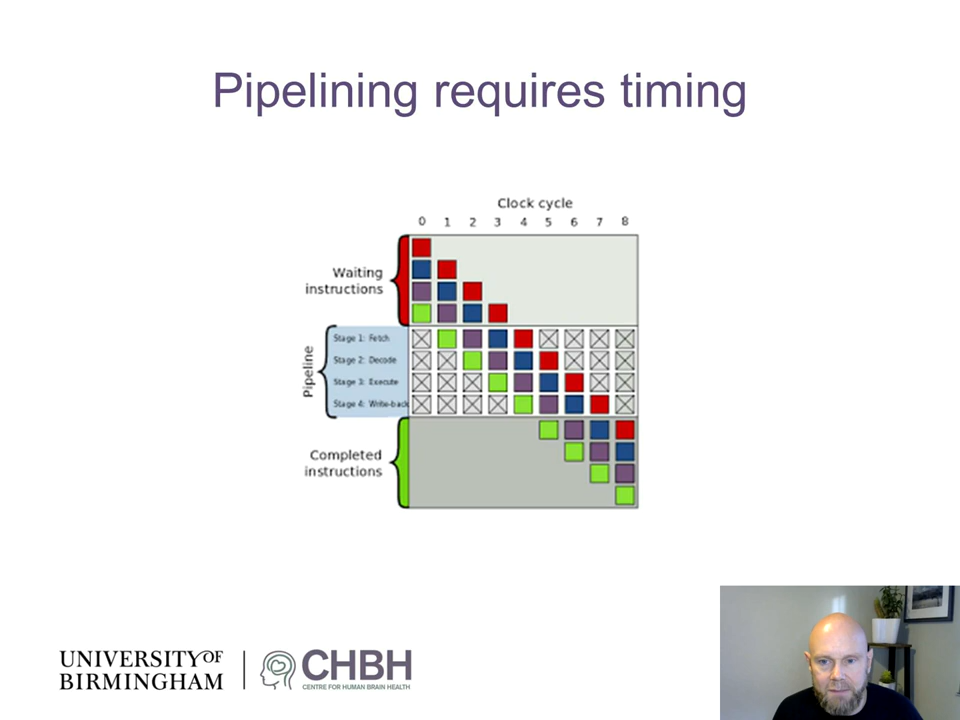 Pipelining requires timing
Clock cycle
0 1 2 3 4 5 6 7 8
Waiting
instructions
Pipeline
Stage 1: Fetch
Stage 2: Decode
Stage 3: Execute
Stage 4: Write-back
Completed
instructions
UNIVERSITY OF
BIRMINGHAM
CHBH
CENTRE FOR HUMAN BRAIN HEALTH